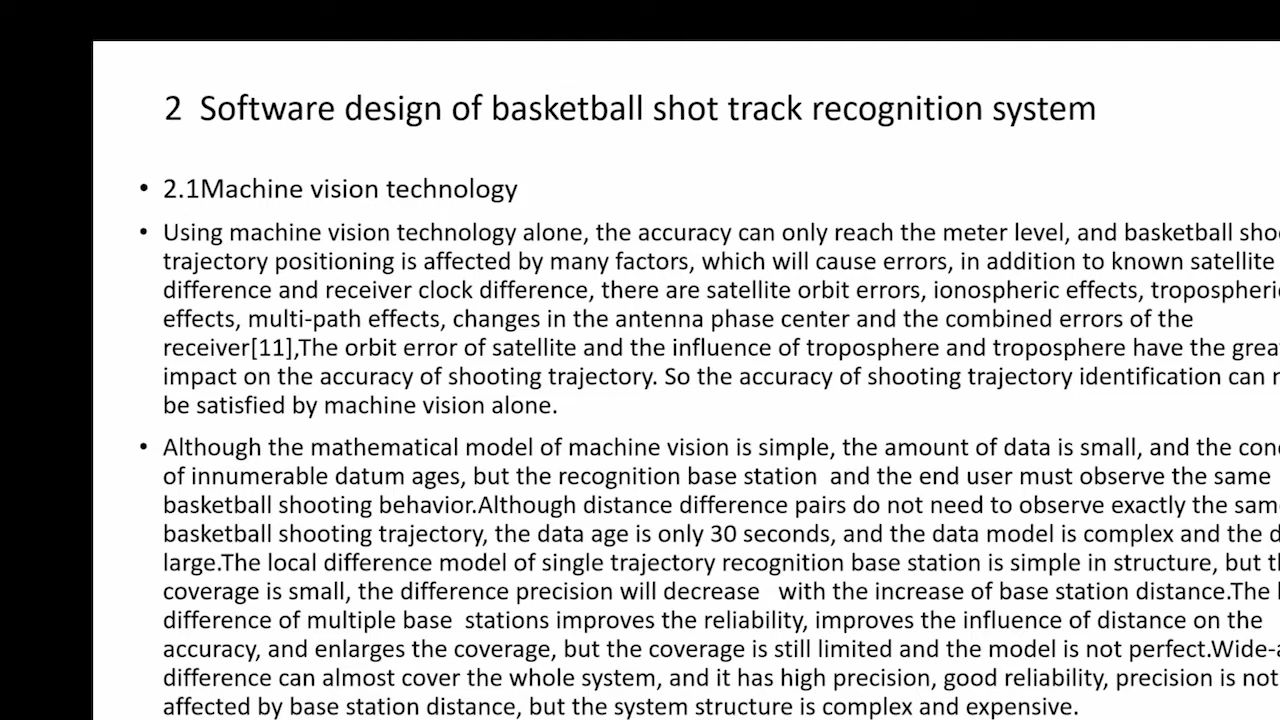 2 Software design of basketball shot track recognition system
• 2.1Machine vision technology
• Using machine vision technology alone, the accuracy can only reach the meter level, and basketball
trajectory positioning is affected by many factors, which will cause errors, in addition to known satellite
difference and receiver clock difference, there are satellite orbit errors, ionospheric effects,
effects, multi-path effects, changes in the antenna phase center and the combined errors of the
receiver[11],The orbit error of satellite and the influence of troposphere and troposphere have the
impact on the accuracy of shooting trajectory. So the accuracy of shooting trajectory identification can
be satisfied by machine vision alone.
• Although the mathematical model of machine vision is simple, the amount of data is small, and the
of innumerable datum ages, but the recognition base station and the end user must observe the same
basketball shooting behavior.Although distance difference pairs do not need to observe exactly the
basketball shooting trajectory, the data age is only 30 seconds, and the data model is complex and the
large.The local difference model of single trajectory recognition base station is simple in structure, but
coverage is small, the difference precision will decrease with the increase of base station distance.The
difference of multiple base stations improves the reliability, improves the influence of distance on the
accuracy, and enlarges the coverage, but the coverage is still limited and the model is not perfect.
difference can almost cover the whole system, and it has high precision, good reliability, precision is not
affected by base station distance, but the system structure is complex and expensive.